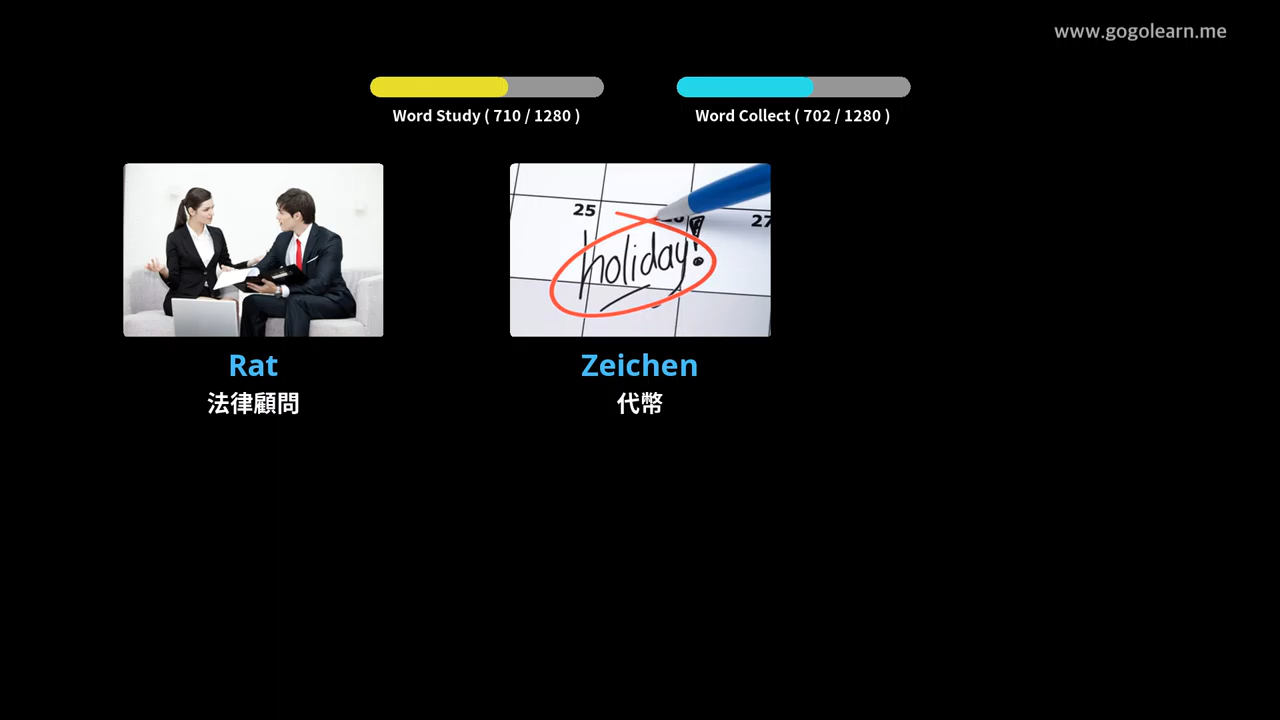 www.gogolearn.me
Word Study ( 710 / 1280 )
Word Collect ( 702 / 1280 )
25
27
holiday!
Rat
法律顧問
Zeichen
代幣